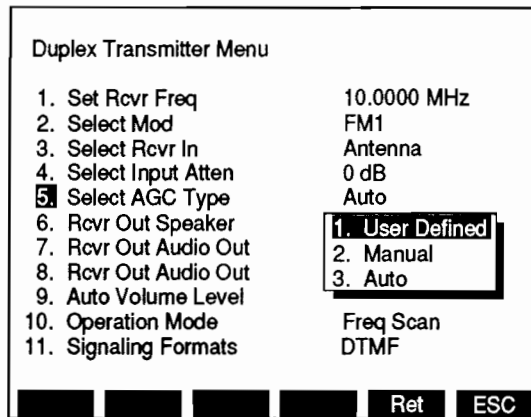 Duplex Transmitter Menu
1. Set Rcvr Freq 10.0000 MHz
2. Select Mod FM1
3. Select Rcvr In Antenna
4. Select Input Atten 0 dB
5. Select AGC Type Auto
6. Rcvr Out Speaker 1. User Defined
7. Rcvr Out Audio Out 2. Manual
8. Rcvr Out Audio Out 3. Auto
9. Auto Volume Level
10. Operation Mode Freq Scan
11. Signaling Formats DTMF
Ret ESC